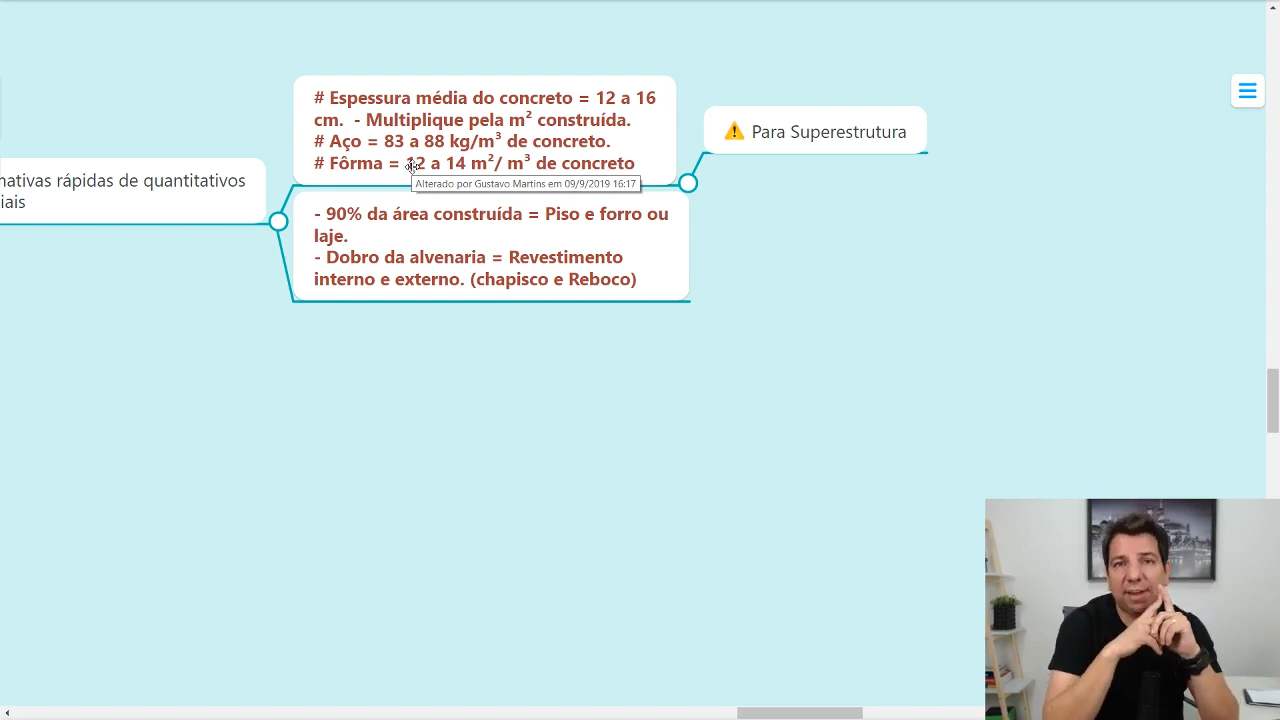 # Espessura média do concreto = 12 a 16
cm.  - Multiplique pela m² construída.
# Aço = 83 a 88 kg/m³ de concreto.
# Fôrma = 12 a 14 m²/ m³ de concreto
Alterado por Gustavo Martins em 09/9/2019 16:17
Para Superestrutura
rápidas de quantitativos
- 90% da área construída = Piso e forro ou
laje.
- Dobro da alvenaria = Revestimento
interno e externo. (chapisco e Reboco)